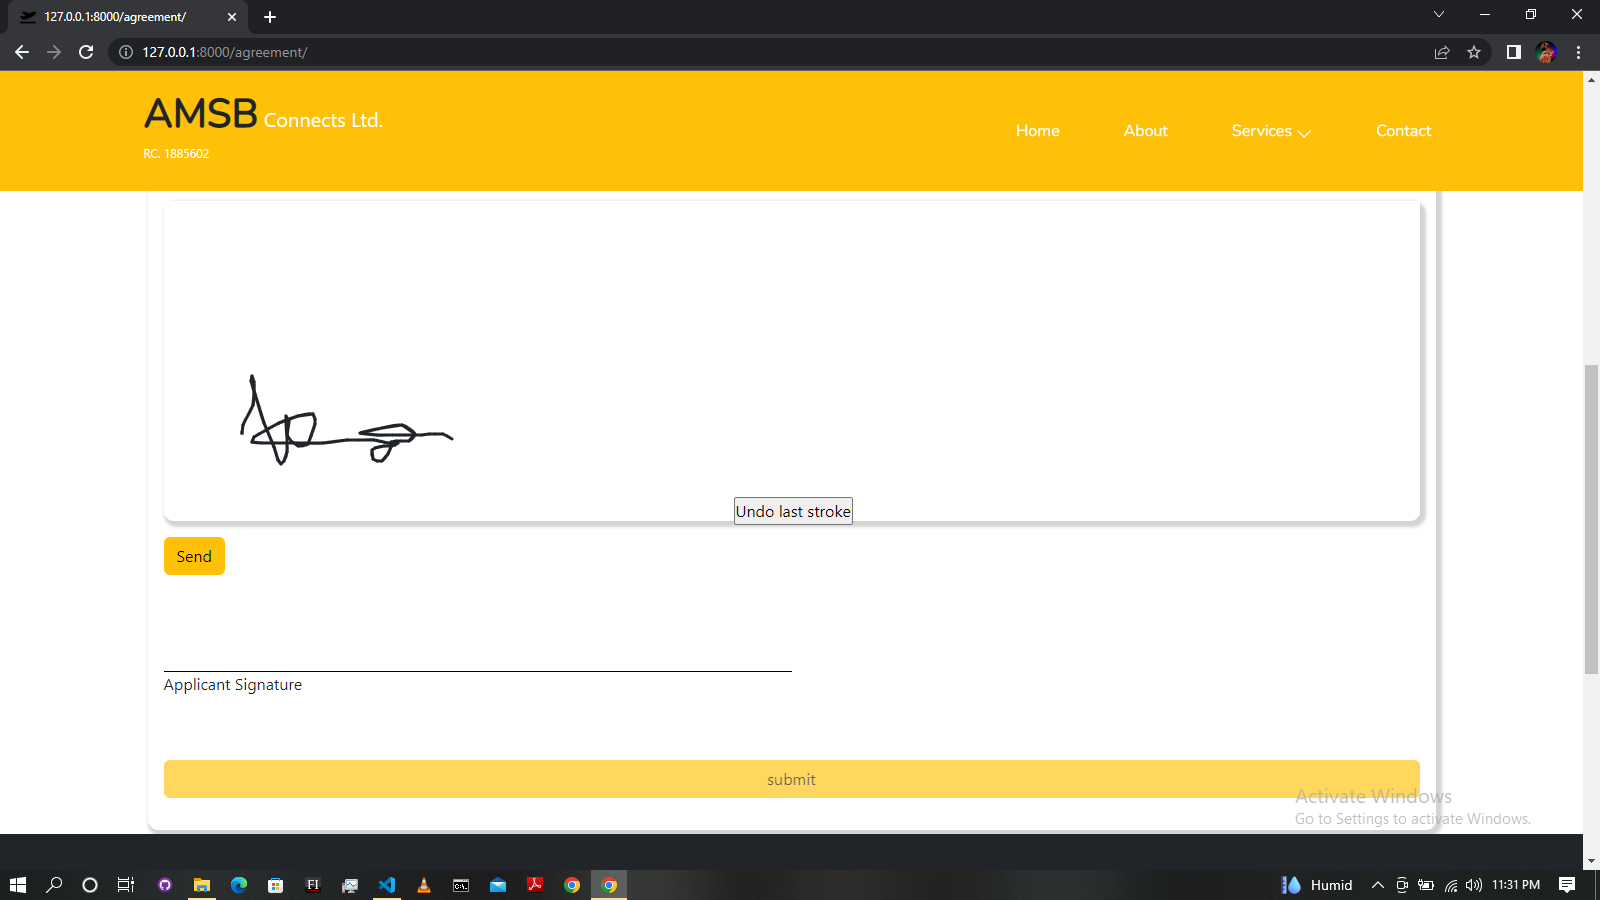 127.0.0.1:8000/agreement/
127.0.0.1:8000/agreement/
AMSB Connects Ltd.
RC. 1885602
Home About Services Contact
Undo last stroke
Send
Applicant Signature
submit
Activate Windows
Go to Settings to activate Windows.
FI
C:\.
Humid 11:31 PM